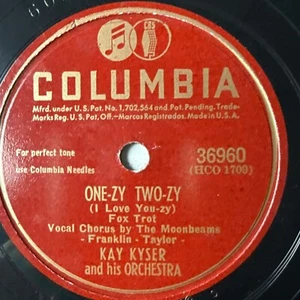 CBS
COLUMBIA
Mfrd. under U.S. Pat. No. 1,702,564 and Pat. Pending. Trade-
Marks Reg. U.S. Pat. Off.—Marcas Registradas. Made in U.S.A.
For perfect tone
use Columbia Needles
36960
(HCO 1709)
ONE-ZY TWO-ZY
(I Love You-zy)
Fox Trot
Vocal Chorus by The Moonbeams
- Franklin - Taylor -
KAY KYSER
and his ORCHESTRA